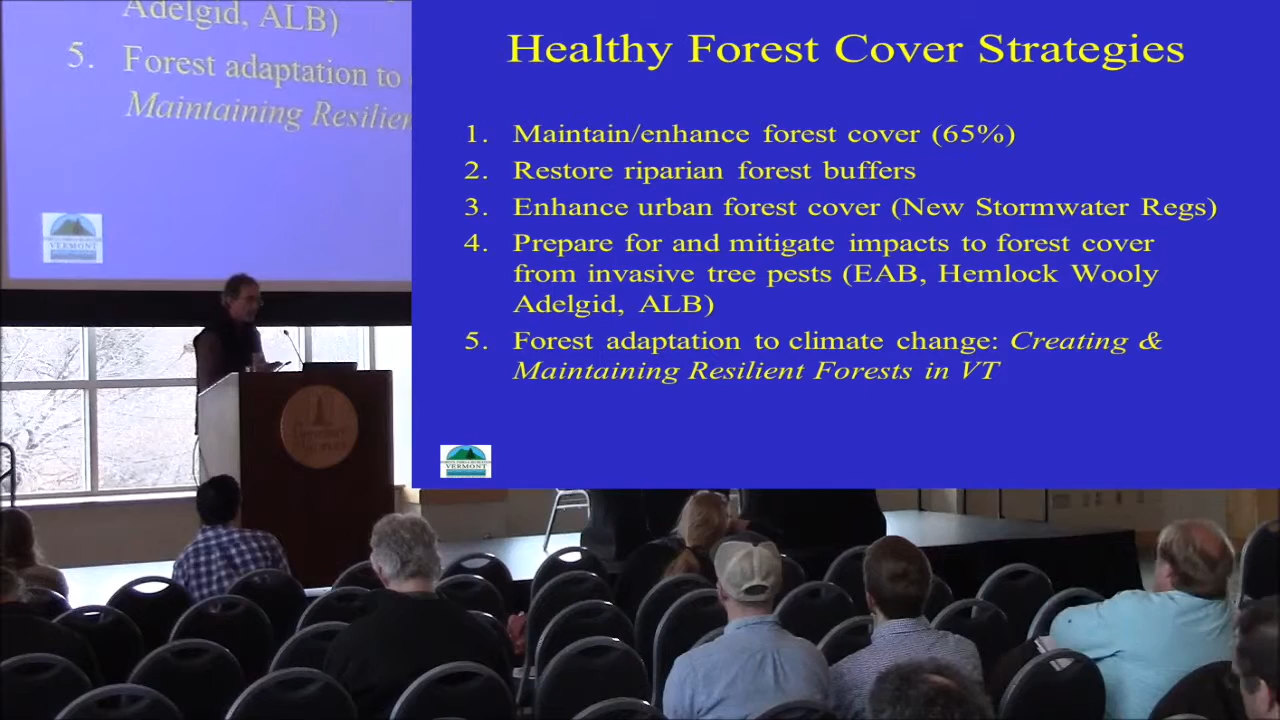 Adelgid, ALB)
5. Forest adaptation to
Maintaining Resilien
VERMONT
Healthy Forest Cover Strategies
1. Maintain/enhance forest cover (65%)
2. Restore riparian forest buffers
3. Enhance urban forest cover (New Stormwater Regs)
4. Prepare for and mitigate impacts to forest cover
from invasive tree pests (EAB, Hemlock Wooly
Adelgid, ALB)
5. Forest adaptation to climate change: Creating &
Maintaining Resilient Forests in VT
VERMONT